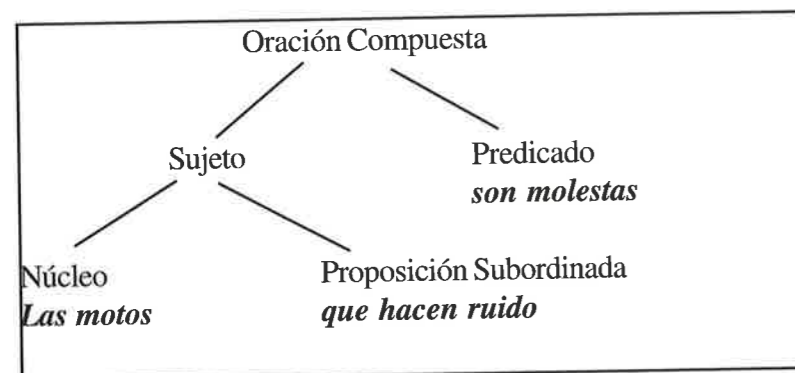 Oración Compuesta
Sujeto
Predicado
son molestas
Núcleo
Las motos
Proposición Subordinada
que hacen ruido